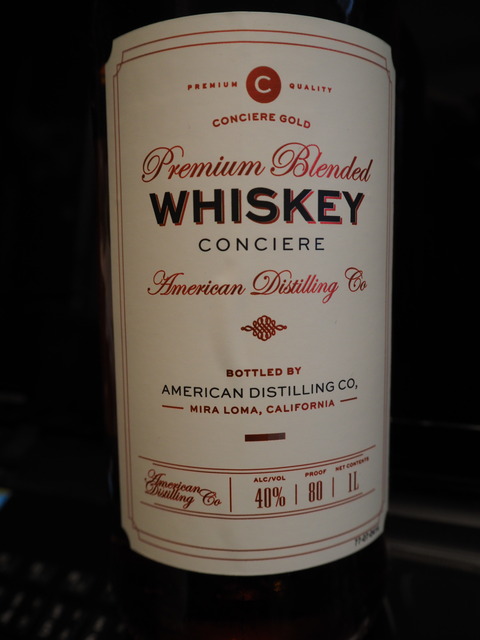 PREMIUM C QUALITY
CONCIERE GOLD
Premium Blended
WHISKEY
CONCIERE
American Distilling Co
BOTTLED BY
AMERICAN DISTILLING CO,
MIRA LOMA, CALIFORNIA
American Distilling Co
ALC/VOL PROOF NET CONTENTS
40% 80 1L